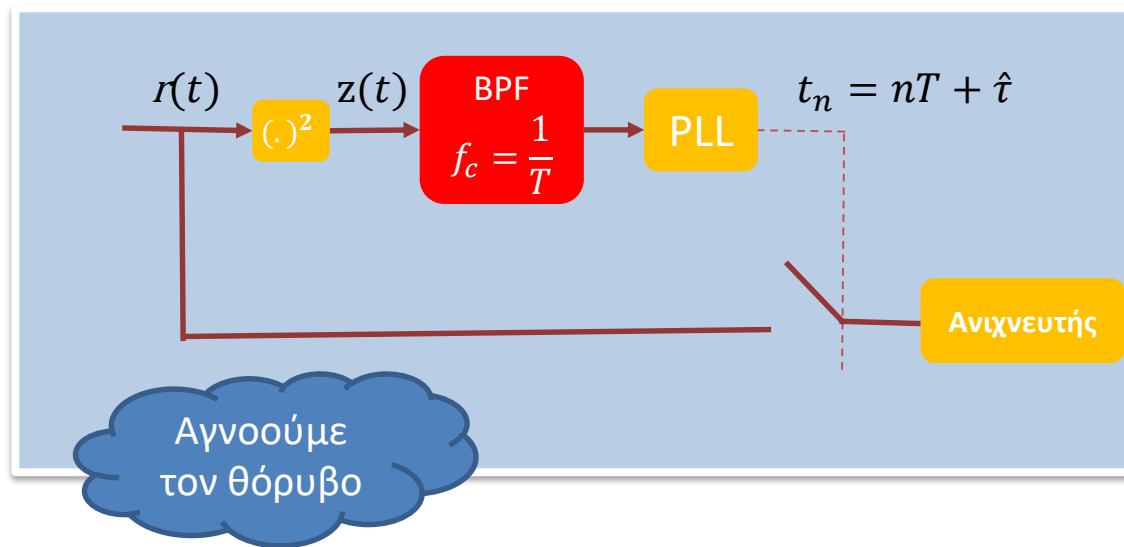 r(t)
(.)²
z(t)
BPF
f_c = 1/T
PLL
t_n = nT + τ̂
Ανιχνευτής
Αγνοούμε
τον θόρυβο